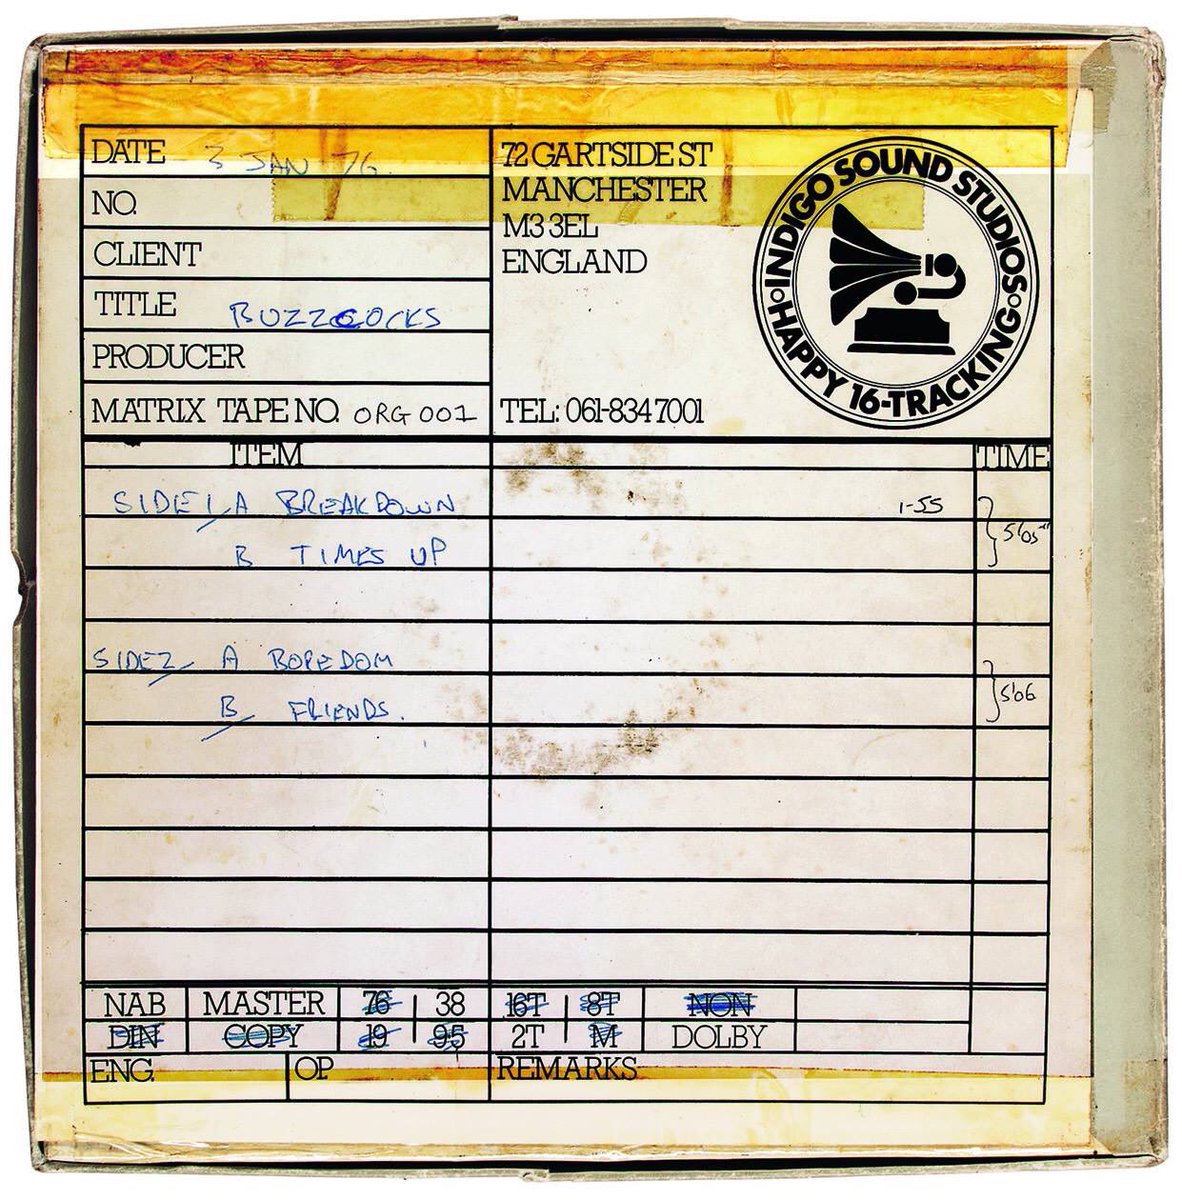 DATE 3 JAN 76.
NO.
CLIENT
TITLE BUZZCOCKS
PRODUCER
MATRIX TAPE NO. ORG 001
72 GARTSIDE ST
MANCHESTER
M3 3EL
ENGLAND
TEL: 061-834 7001
INDIGO SOUND STUDIOS
HAPPY 16-TRACKING
ITEM TIME
SIDE 1, A BREAKDOWN 1-55
B TIMES UP 5'05"
SIDE 2, A BOREDOM
B FRIENDS. 5'06
NAB MASTER 76 38 16T 8T NON
DIN COPY 19 95 2T M DOLBY
ENG. OP REMARKS